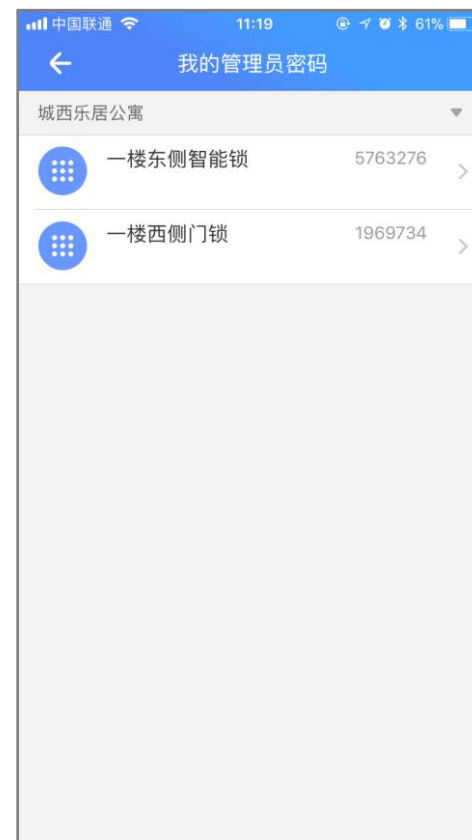 中国联通 11:19 61%
我的管理员密码
城西乐居公寓
一楼东侧智能锁 5763276
一楼西侧门锁 1969734